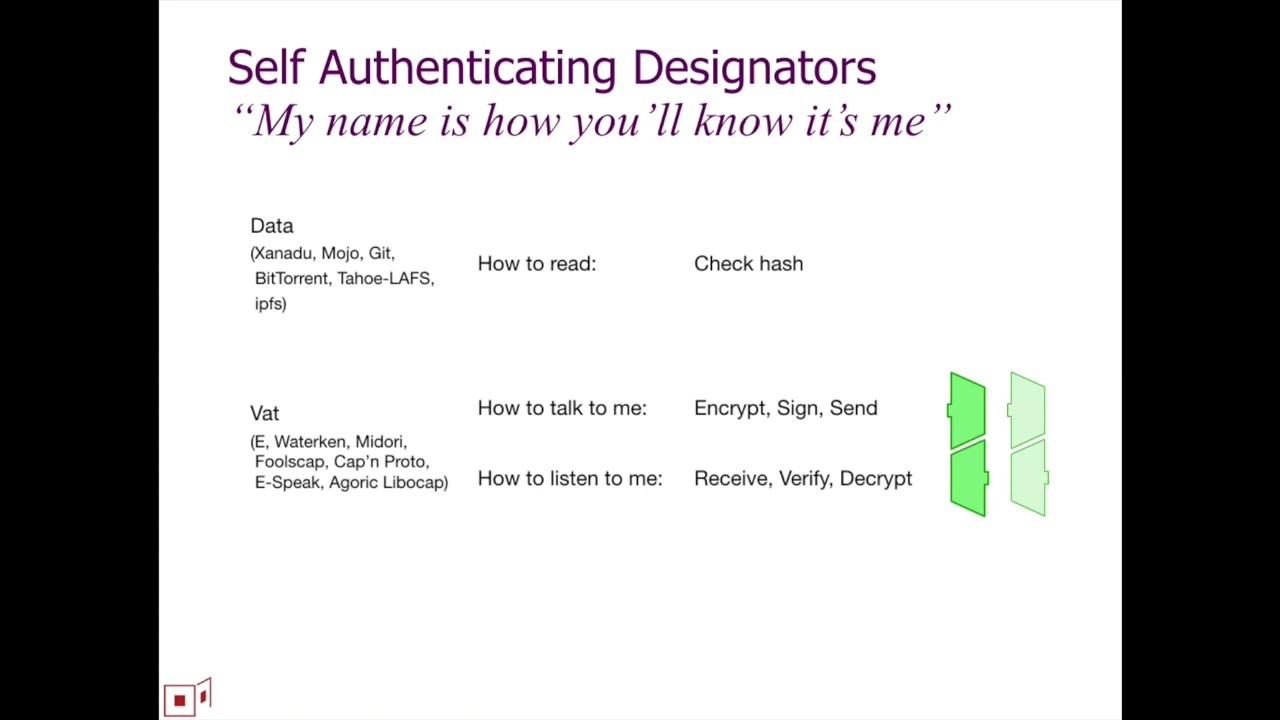 Self Authenticating Designators
“My name is how you’ll know it’s me”
Data
(Xanadu, Mojo, Git,
BitTorrent, Tahoe-LAFS,
ipfs)
How to read:
Check hash
Vat
(E, Waterken, Midori,
Foolscap, Cap’n Proto,
E-Speak, Agoric Libocap)
How to talk to me:
Encrypt, Sign, Send
How to listen to me:
Receive, Verify, Decrypt